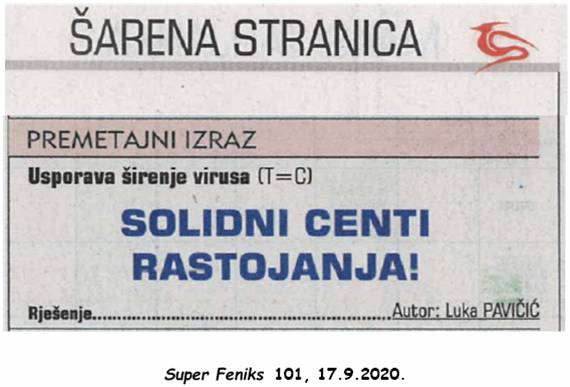 ŠARENA STRANICA
PREMETAJNI IZRAZ
Usporava širenje virusa (T=C)
SOLIDNI CENTI
RASTOJANJA!
Rješenje..........................................................Autor: Luka PAVIČIĆ
Super Feniks 101, 17.9.2020.